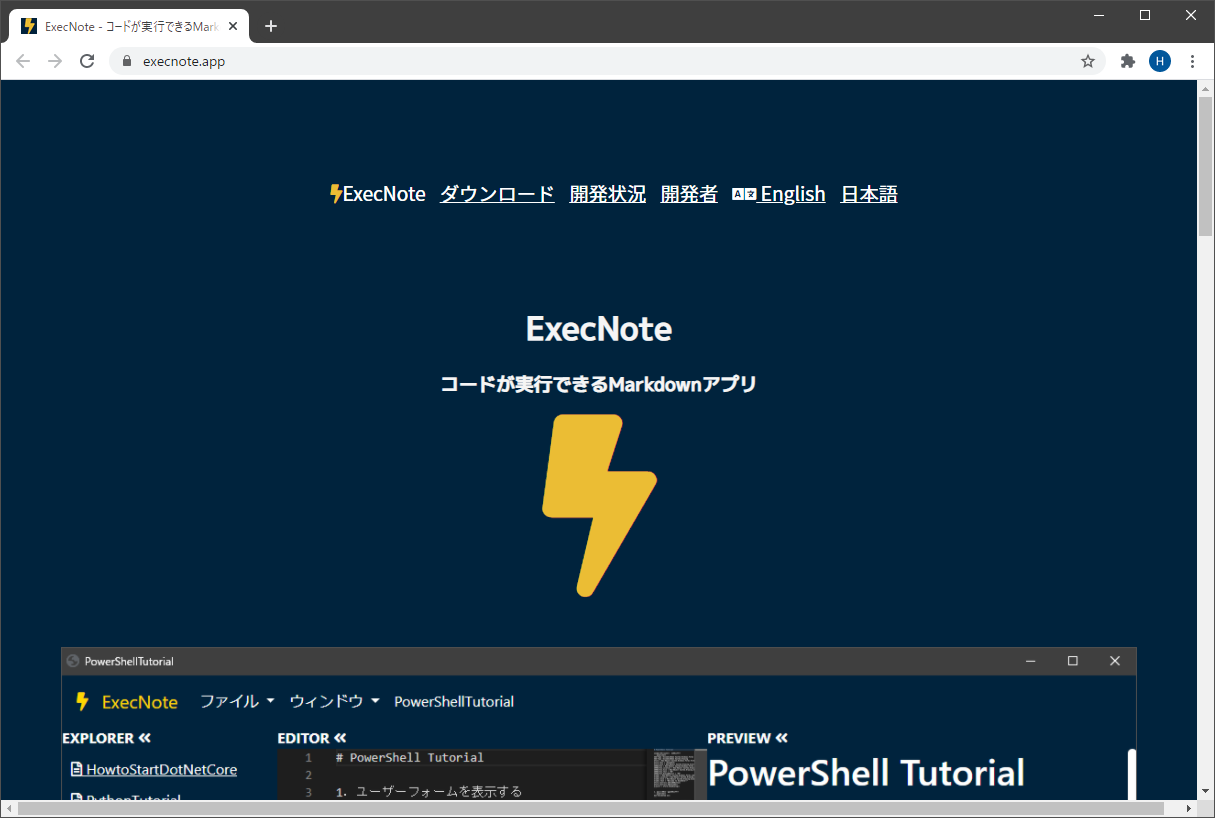 ExecNote - コードが実行できるMark
execnote.app
H
ExecNote ダウンロード 開発状況 開発者 English 日本語
ExecNote
コードが実行できるMarkdownアプリ
PowerShellTutorial
ExecNote ファイル ウィンドウ PowerShellTutorial
EXPLORER EDITOR PREVIEW
HowtoStartDotNetCore
1 # PowerShell Tutorial
2
3 1. ユーザーフォームを表示する
PowerShell Tutorial
PythonTutorial